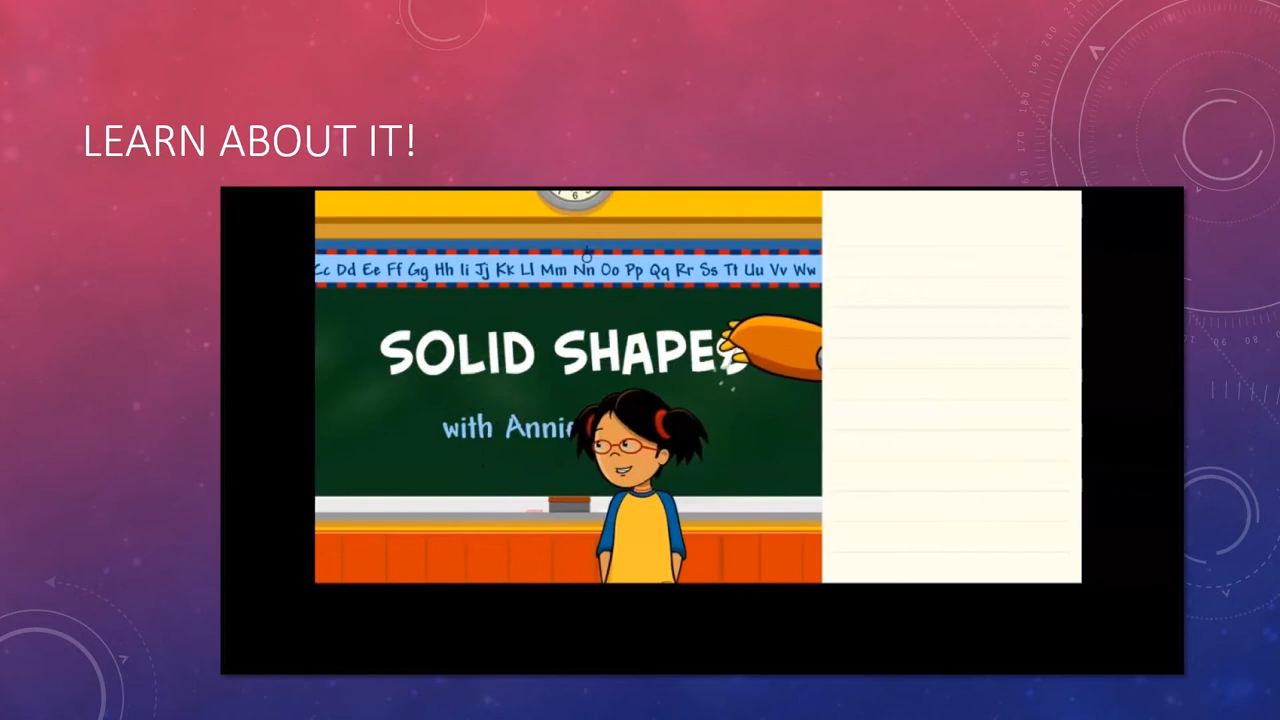 LEARN ABOUT IT!
6
Cc Dd Ee Ff Gg Hh Ii Jj Kk Ll Mm Nn Oo Pp Qq Rr Ss Tt Uu Vv Ww
SOLID SHAPES
with Annie